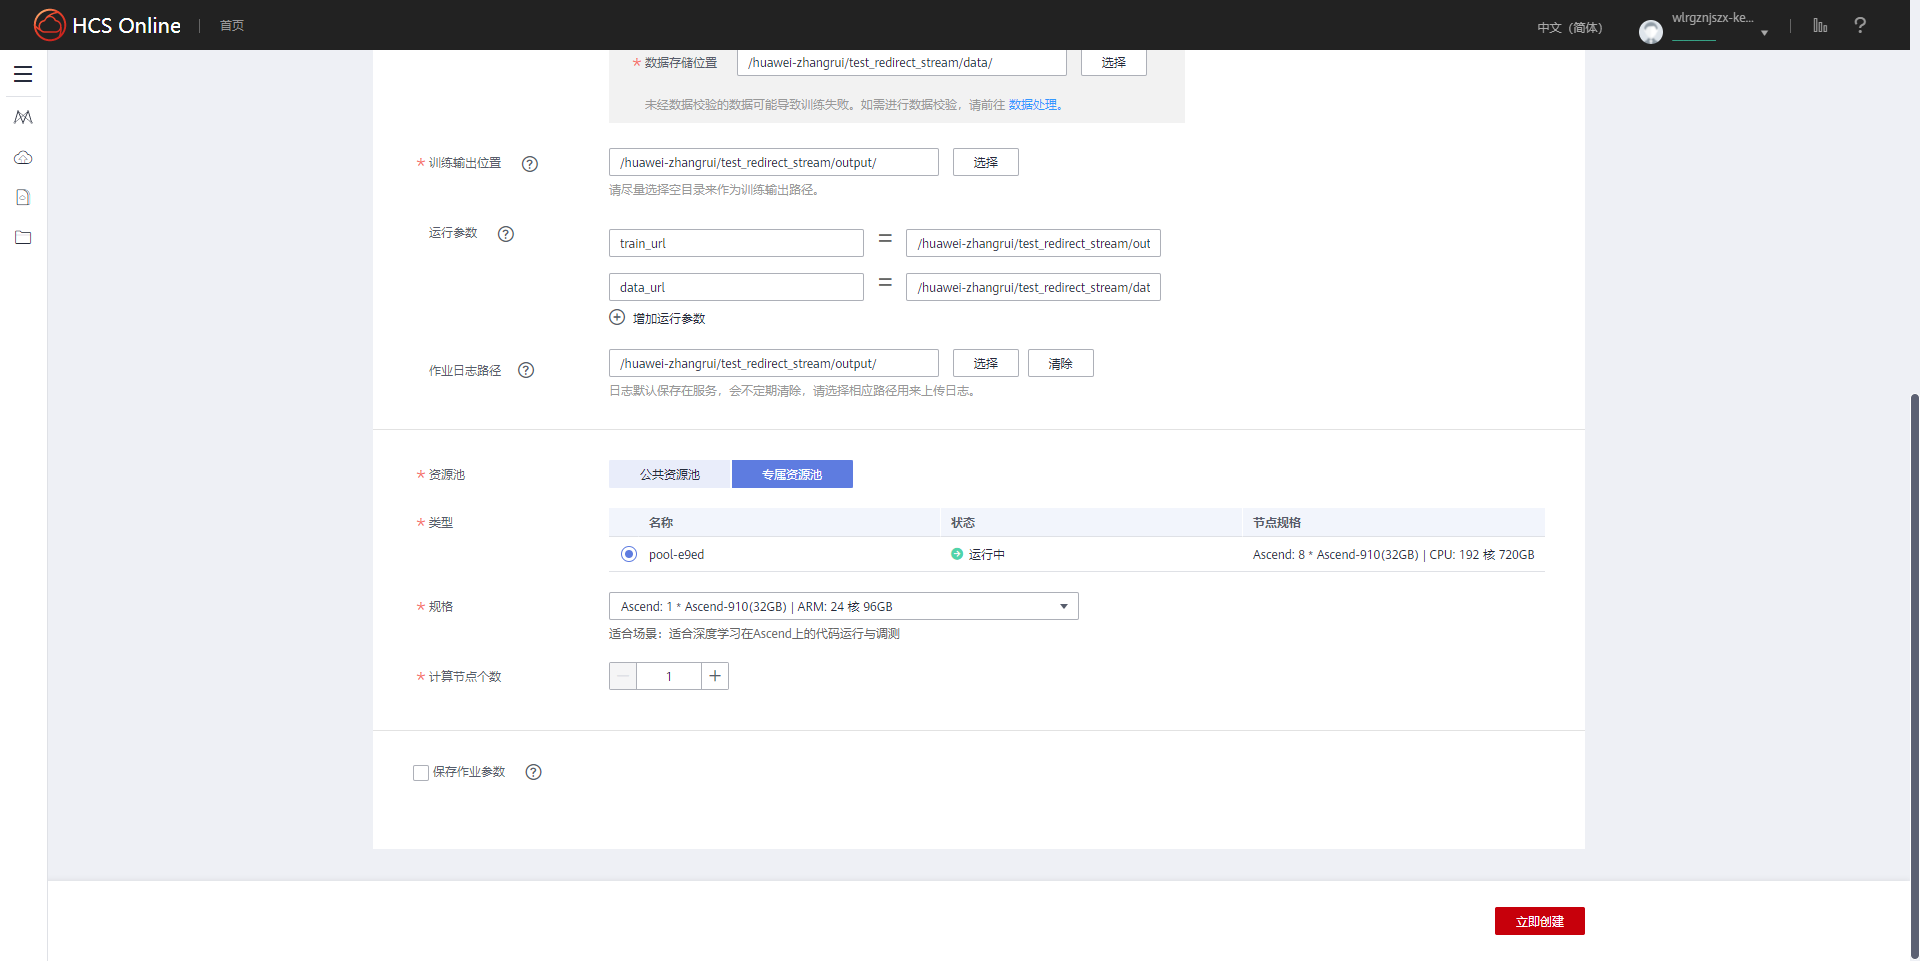 HCS Online
首页
中文（简体）
wlrgznjszx-ke...
* 数据存储位置
/huawei-zhangrui/test_redirect_stream/data/
选择
未经数据校验的数据可能导致训练失败。如需进行数据校验，请前往 数据处理。
* 训练输出位置
/huawei-zhangrui/test_redirect_stream/output/
选择
请尽量选择空目录来作为训练输出路径。
运行参数
train_url
=
/huawei-zhangrui/test_redirect_stream/out
data_url
=
/huawei-zhangrui/test_redirect_stream/dat
增加运行参数
作业日志路径
/huawei-zhangrui/test_redirect_stream/output/
选择
清除
日志默认保存在服务，会不定期清除，请选择相应路径用来上传日志。
* 资源池
公共资源池
专属资源池
* 类型
名称
状态
节点规格
pool-e9ed
运行中
Ascend: 8 * Ascend-910(32GB) | CPU: 192 核 720GB
* 规格
Ascend: 1 * Ascend-910(32GB) | ARM: 24 核 96GB
适合场景：适合深度学习在Ascend上的代码运行与调测
* 计算节点个数
1
保存作业参数
立即创建